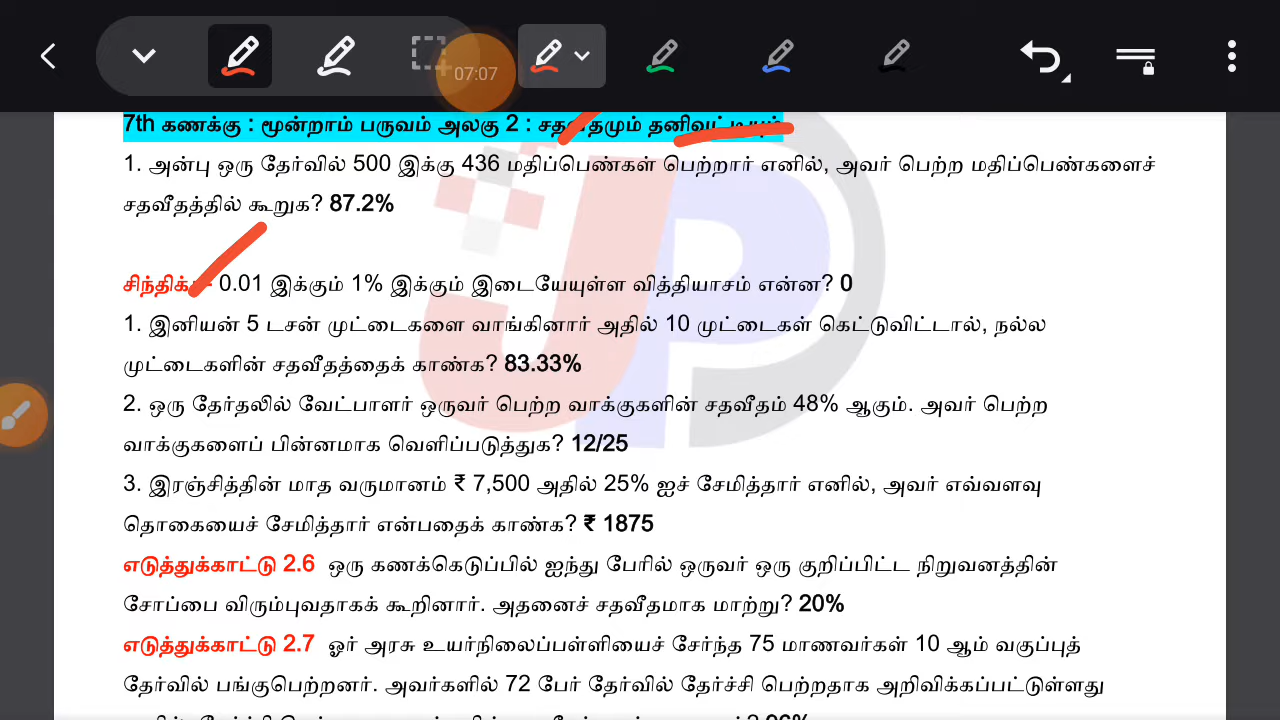 07:07
7th கணக்கு : மூன்றாம் பருவம் அலகு 2 : சதவீதமும் தனிவட்டியும்
1. அன்பு ஒரு தேர்வில் 500 இக்கு 436 மதிப்பெண்கள் பெற்றார் எனில், அவர் பெற்ற மதிப்பெண்களைச்
சதவீதத்தில் கூறுக? 87.2%
சிந்திக்க - 0.01 இக்கும் 1% இக்கும் இடையேயுள்ள வித்தியாசம் என்ன? 0
1. இனியன் 5 டசன் முட்டைகளை வாங்கினார் அதில் 10 முட்டைகள் கெட்டுவிட்டால், நல்ல
முட்டைகளின் சதவீதத்தைக் காண்க? 83.33%
2. ஒரு தேர்தலில் வேட்பாளர் ஒருவர் பெற்ற வாக்குகளின் சதவீதம் 48% ஆகும். அவர் பெற்ற
வாக்குகளைப் பின்னமாக வெளிப்படுத்துக? 12/25
3. இரஞ்சித்தின் மாத வருமானம் ₹ 7,500 அதில் 25% ஐச் சேமித்தார் எனில், அவர் எவ்வளவு
தொகையைச் சேமித்தார் என்பதைக் காண்க? ₹ 1875
எடுத்துக்காட்டு 2.6 ஒரு கணக்கெடுப்பில் ஐந்து பேரில் ஒருவர் ஒரு குறிப்பிட்ட நிறுவனத்தின்
சோப்பை விரும்புவதாகக் கூறினார். அதனைச் சதவீதமாக மாற்று? 20%
எடுத்துக்காட்டு 2.7 ஓர் அரசு உயர்நிலைப்பள்ளியைச் சேர்ந்த 75 மாணவர்கள் 10 ஆம் வகுப்புத்
தேர்வில் பங்குபெற்றனர். அவர்களில் 72 பேர் தேர்வில் தேர்ச்சி பெற்றதாக அறிவிக்கப்பட்டுள்ளது